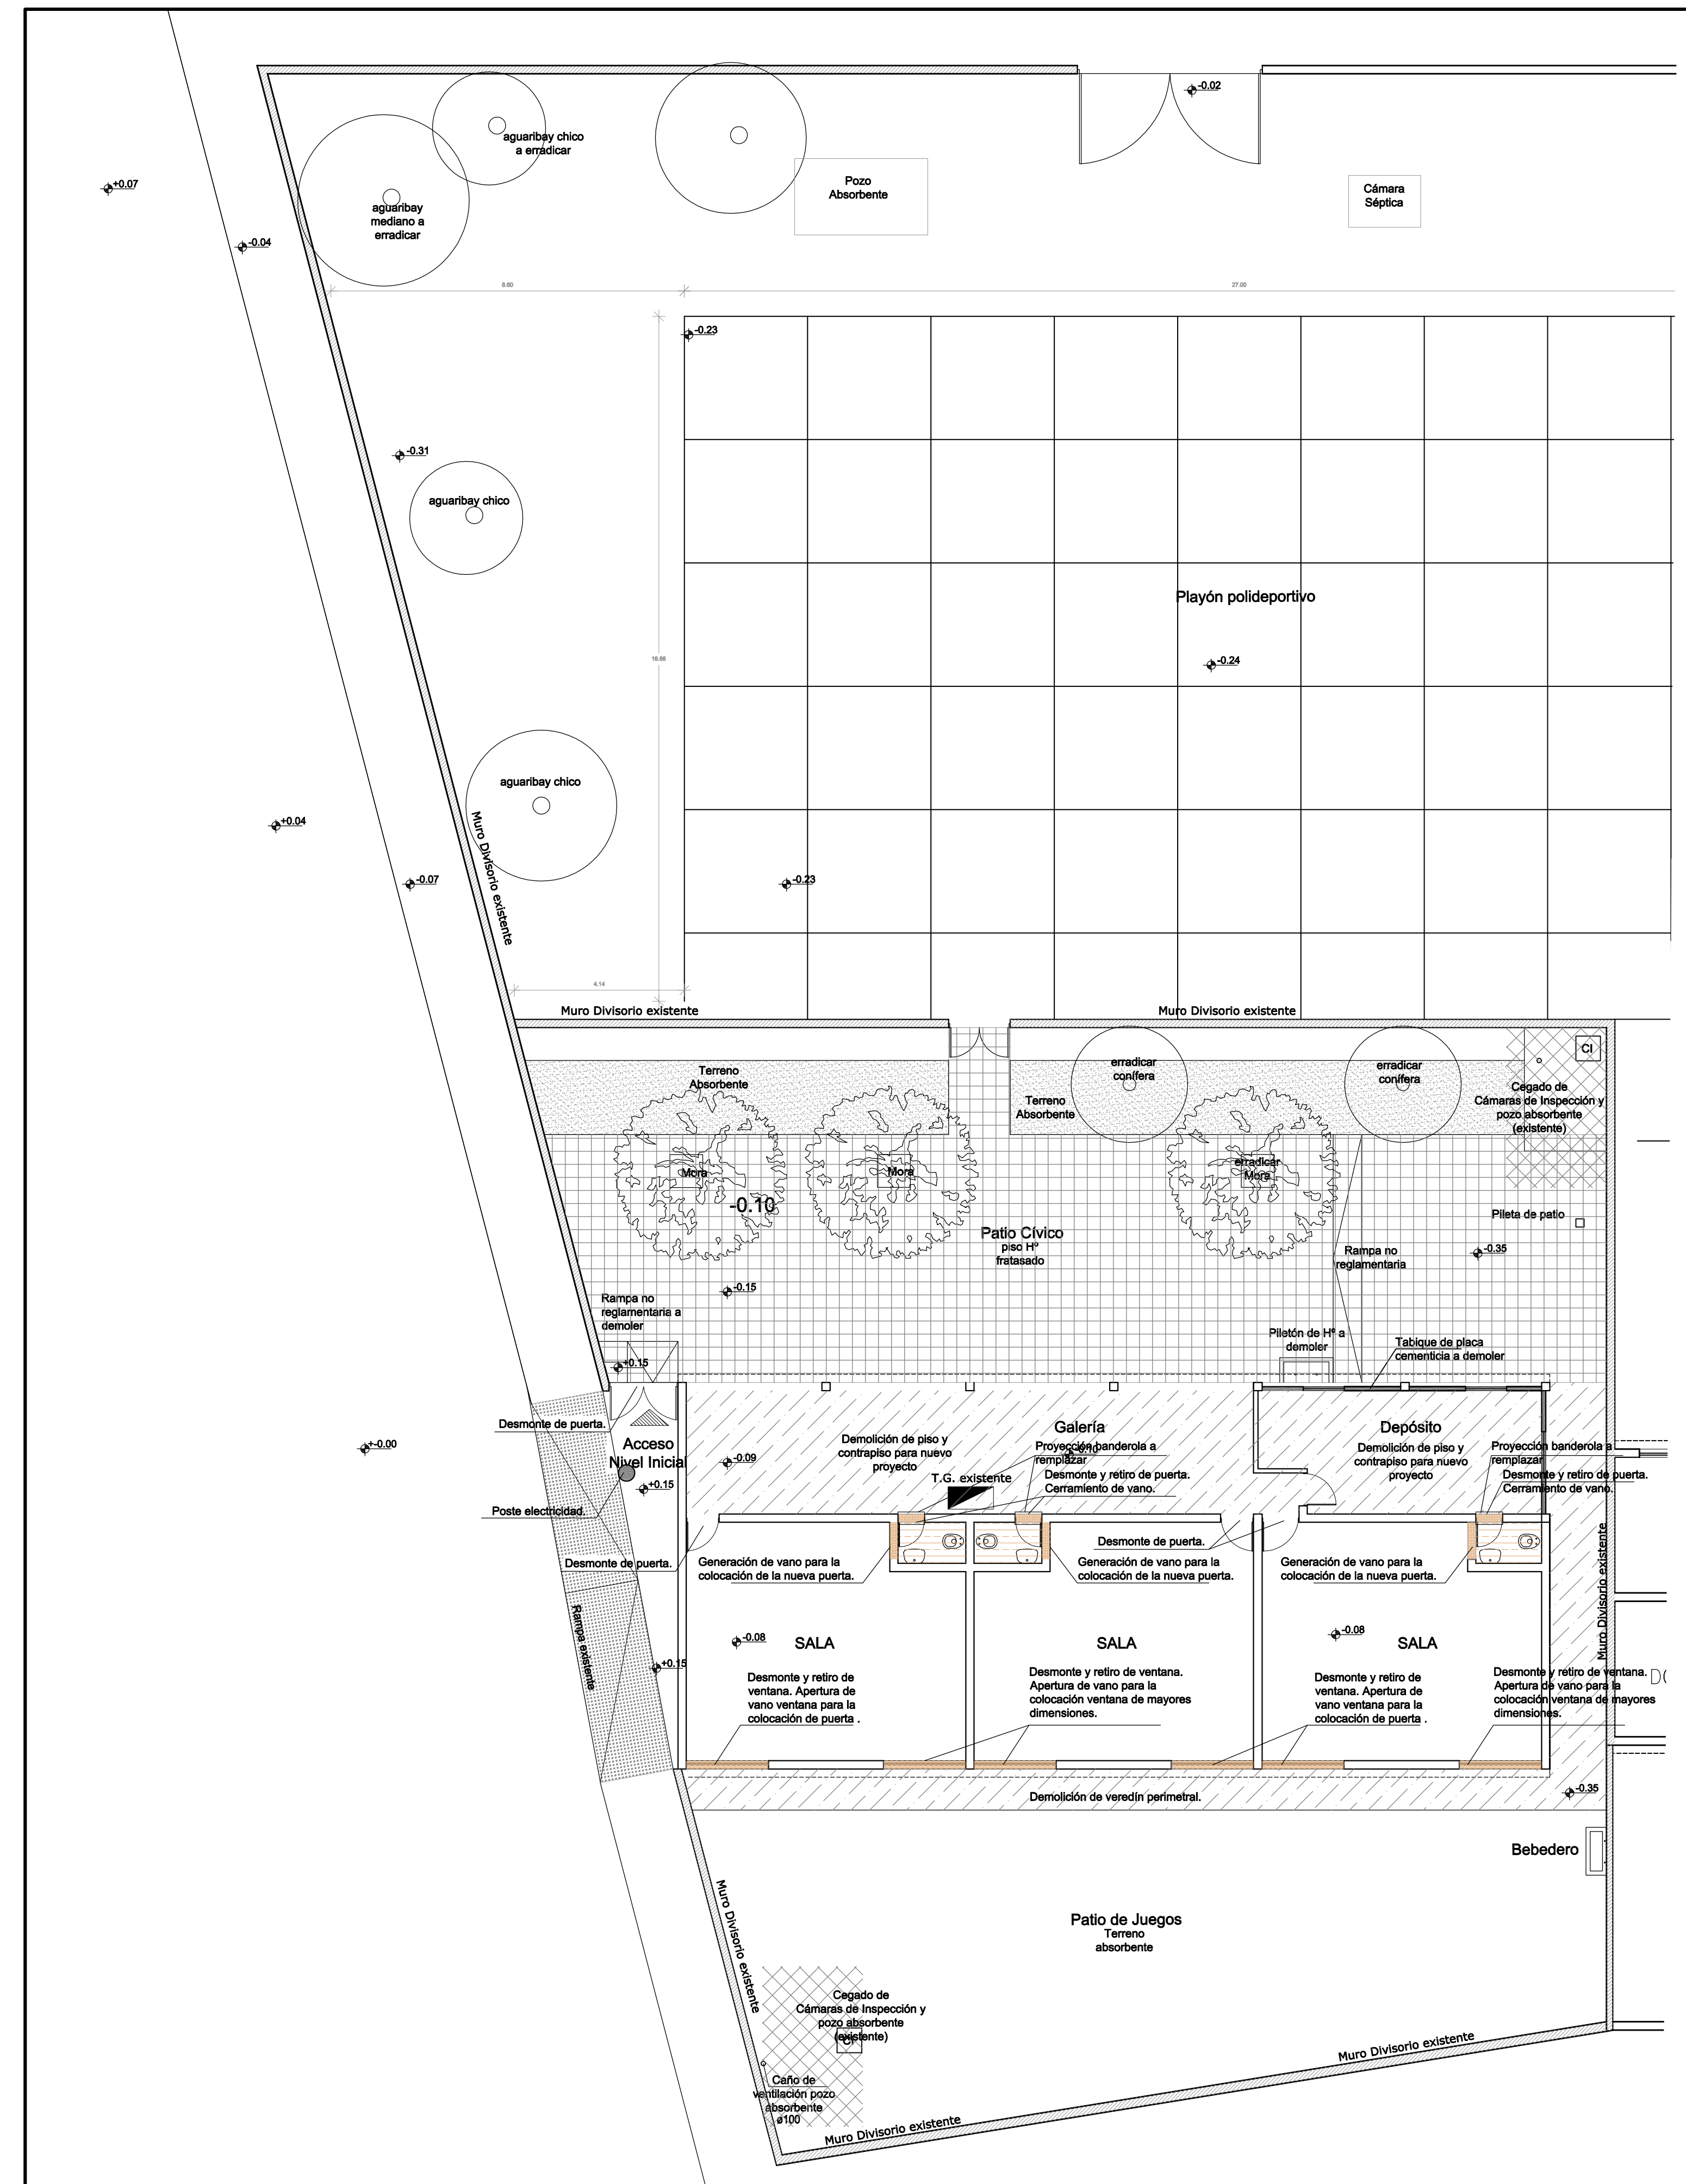 -0.02
aguaribay chico
a erradicar
Pozo
Absorbente
Cámara
Séptica
+0.07
aguaribay
mediano a
erradicar
-0.04
8.80
27.00
-0.23
-0.31
aguaribay chico
Playón polideportivo
-0.24
aguaribay chico
+0.04
-0.07
-0.23
Muro Divisorio existente
4.14
Muro Divisorio existente
Muro Divisorio existente
CI
Terreno
Absorbente
erradicar
conífera
erradicar
conífera
Terreno
Absorbente
Cegado de
Cámaras de Inspección y
pozo absorbente
(existente)
Mora
Mora
erradicar
Mora
-0.10
Pileta de patio
Patio Cívico
piso Hº
fratasado
Rampa no
reglamentaria
-0.35
-0.15
Rampa no
reglamentaria a
demoler
+0.15
Piletón de Hº a
demoler
Tabique de placa
cementicia a demoler
Desmonte de puerta.
Acceso
Nivel Inicial
+-0.00
+0.15
Poste electricidad.
Galería
Demolición de piso y
contrapiso para nuevo
proyecto
-0.09
-0.10
Proyección banderola a
remplazar
Desmonte y retiro de puerta.
Cerramiento de vano.
T.G. existente
Depósito
Demolición de piso y
contrapiso para nuevo
proyecto
Proyección banderola a
remplazar
Desmonte y retiro de puerta.
Cerramiento de vano.
Desmonte de puerta.
Desmonte de puerta.
Generación de vano para la
colocación de la nueva puerta.
Generación de vano para la
colocación de la nueva puerta.
Generación de vano para la
colocación de la nueva puerta.
Muro Divisorio existente
Rampa existente
-0.08
SALA
SALA
-0.08
SALA
+0.15
Desmonte y retiro de
ventana. Apertura de
vano ventana para la
colocación de puerta .
Desmonte y retiro de ventana.
Apertura de vano para la
colocación ventana de mayores
dimensiones.
Desmonte y retiro de
ventana. Apertura de
vano ventana para la
colocación de puerta .
Desmonte y retiro de ventana.
Apertura de vano para la
colocación ventana de mayores
dimensiones.
Demolición de veredín perimetral.
-0.35
Bebedero
Patio de Juegos
Terreno
absorbente
Muro Divisorio existente
Cegado de
Cámaras de Inspección y
pozo absorbente
(existente)
CI
Caño de
ventilación pozo
absorbente
ø100
Muro Divisorio existente
Muro Divisorio existente